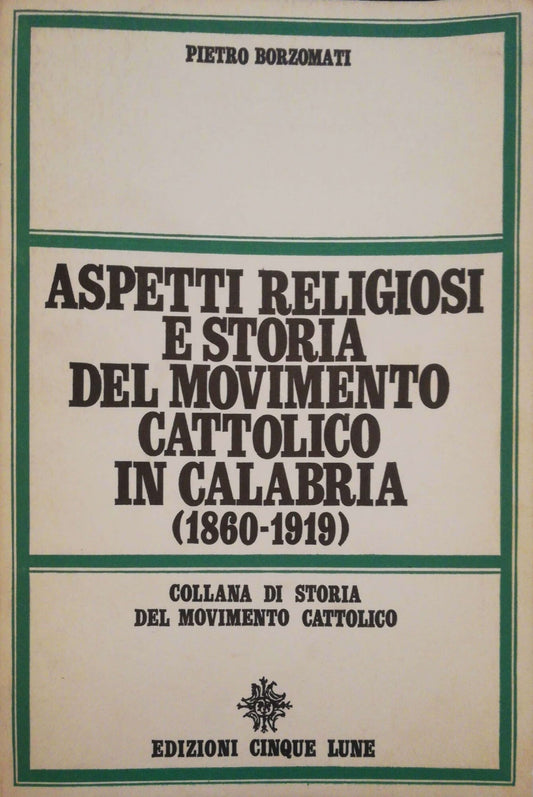 PIETRO BORZOMATI
ASPETTI RELIGIOSI
E STORIA
DEL MOVIMENTO
CATTOLICO
IN CALABRIA
(1860-1919)
COLLANA DI STORIA
DEL MOVIMENTO CATTOLICO
EDIZIONI CINQUE LUNE